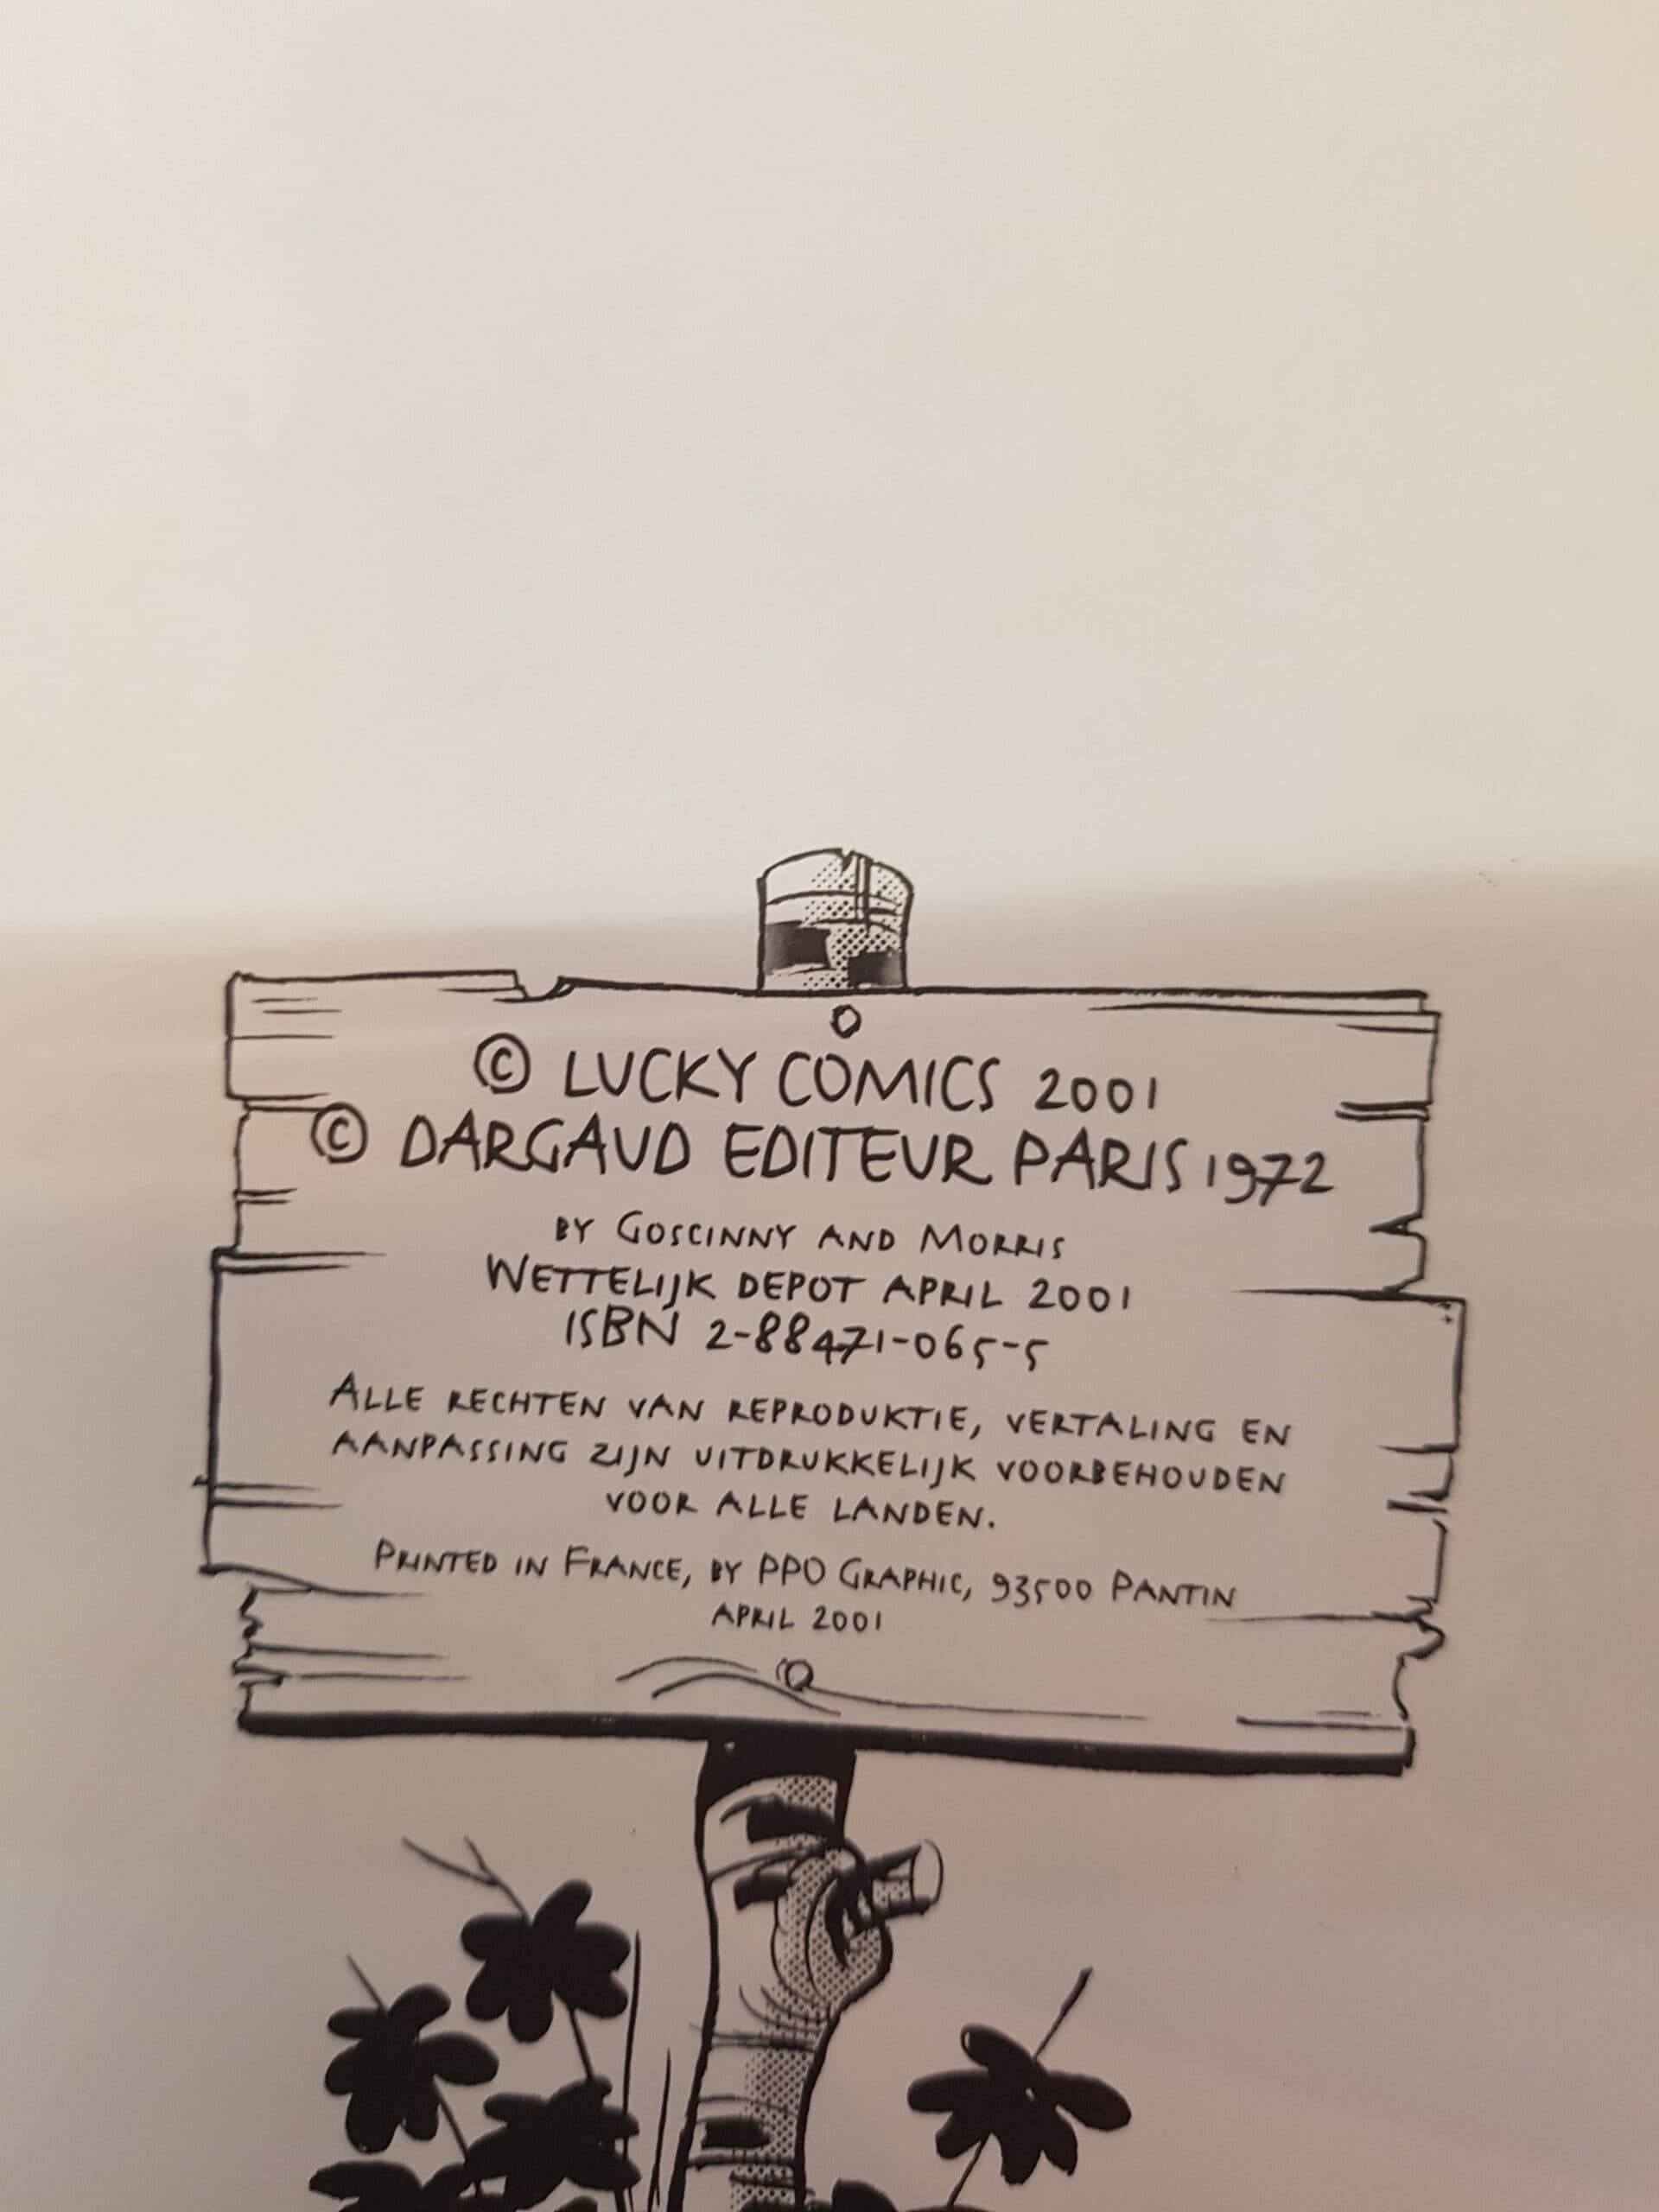 © LUCKY COMICS 2001
© DARGAUD EDITEUR PARIS 1972
BY GOSCINNY AND MORRIS
WETTELIJK DEPOT APRIL 2001
ISBN 2-88471-065-5
ALLE RECHTEN VAN REPRODUKTIE, VERTALING EN
AANPASSING ZIJN UITDRUKKELIJK VOORBEHOUDEN
VOOR ALLE LANDEN.
PRINTED IN FRANCE, BY PPO GRAPHIC, 93500 PANTIN
APRIL 2001